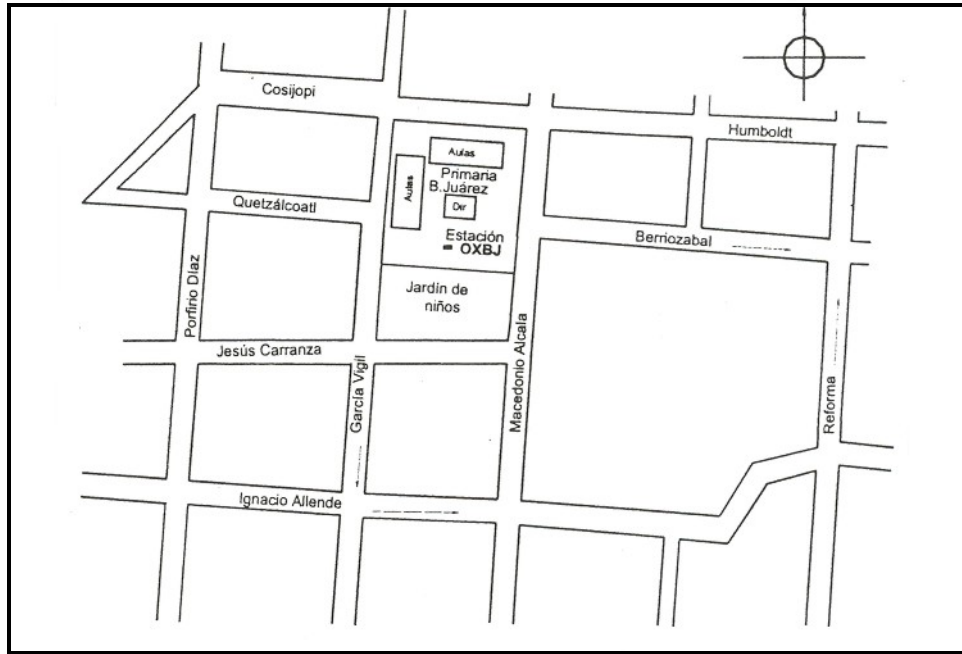 Cosijopi
Humboldt
Aulas
Aulas
Primaria
B.Juárez
Dir
Quetzálcoatl
Estación
OXBJ
Berriozabal
Jardín de
niños
Porfirio Díaz
Jesús Carranza
García Vigil
Macedonio Alcala
Reforma
Ignacio Allende